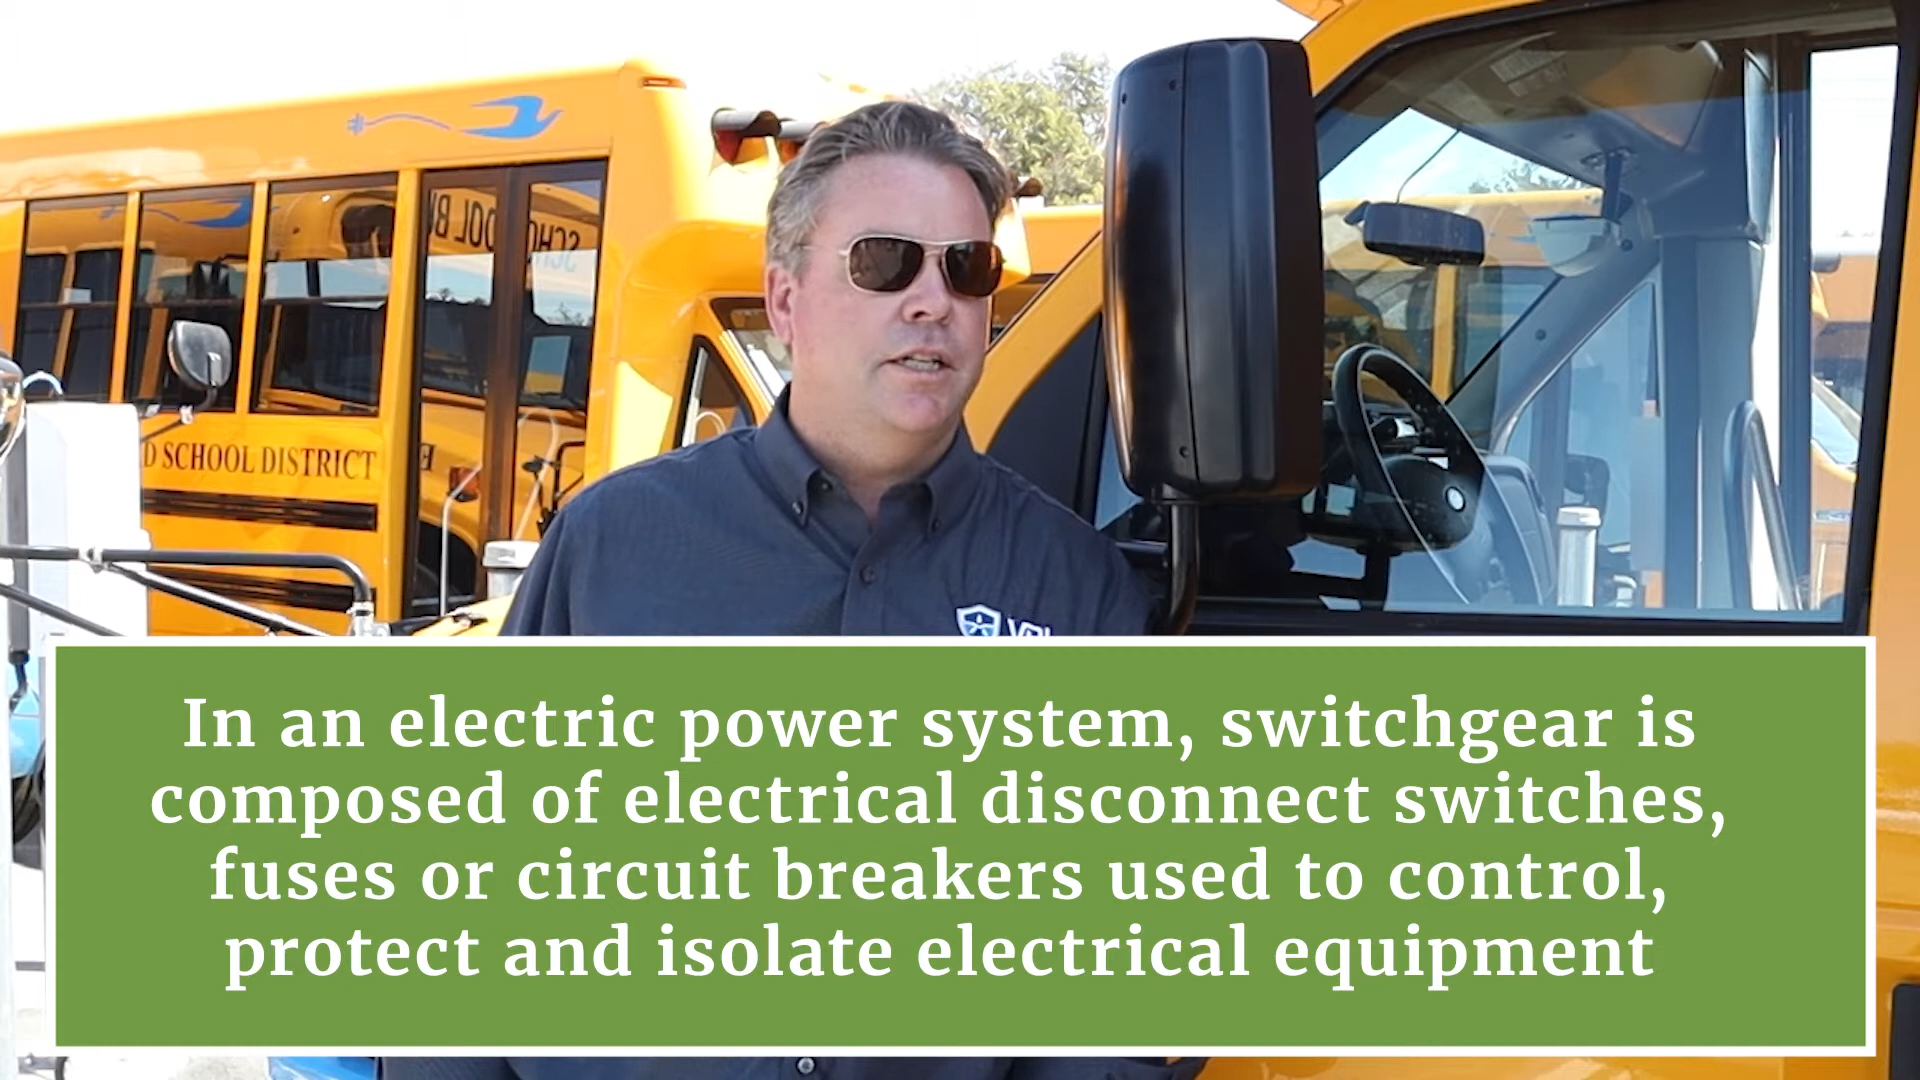 SCHOOL DISTRICT
In an electric power system, switchgear is
composed of electrical disconnect switches,
fuses or circuit breakers used to control,
protect and isolate electrical equipment